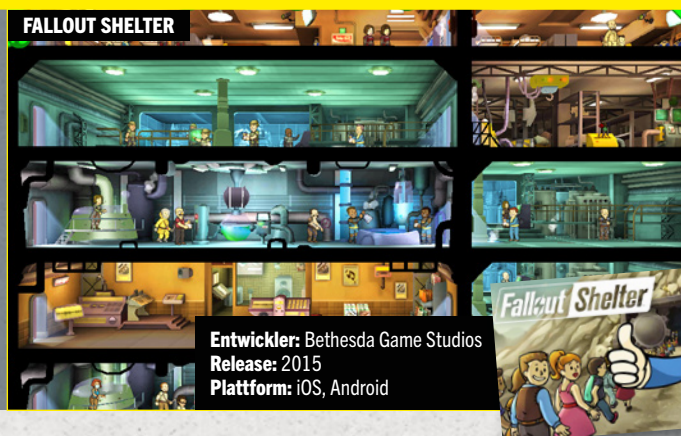 FALLOUT SHELTER
Entwickler: Bethesda Game Studios
Release: 2015
Plattform: iOS, Android
Fallout Shelter